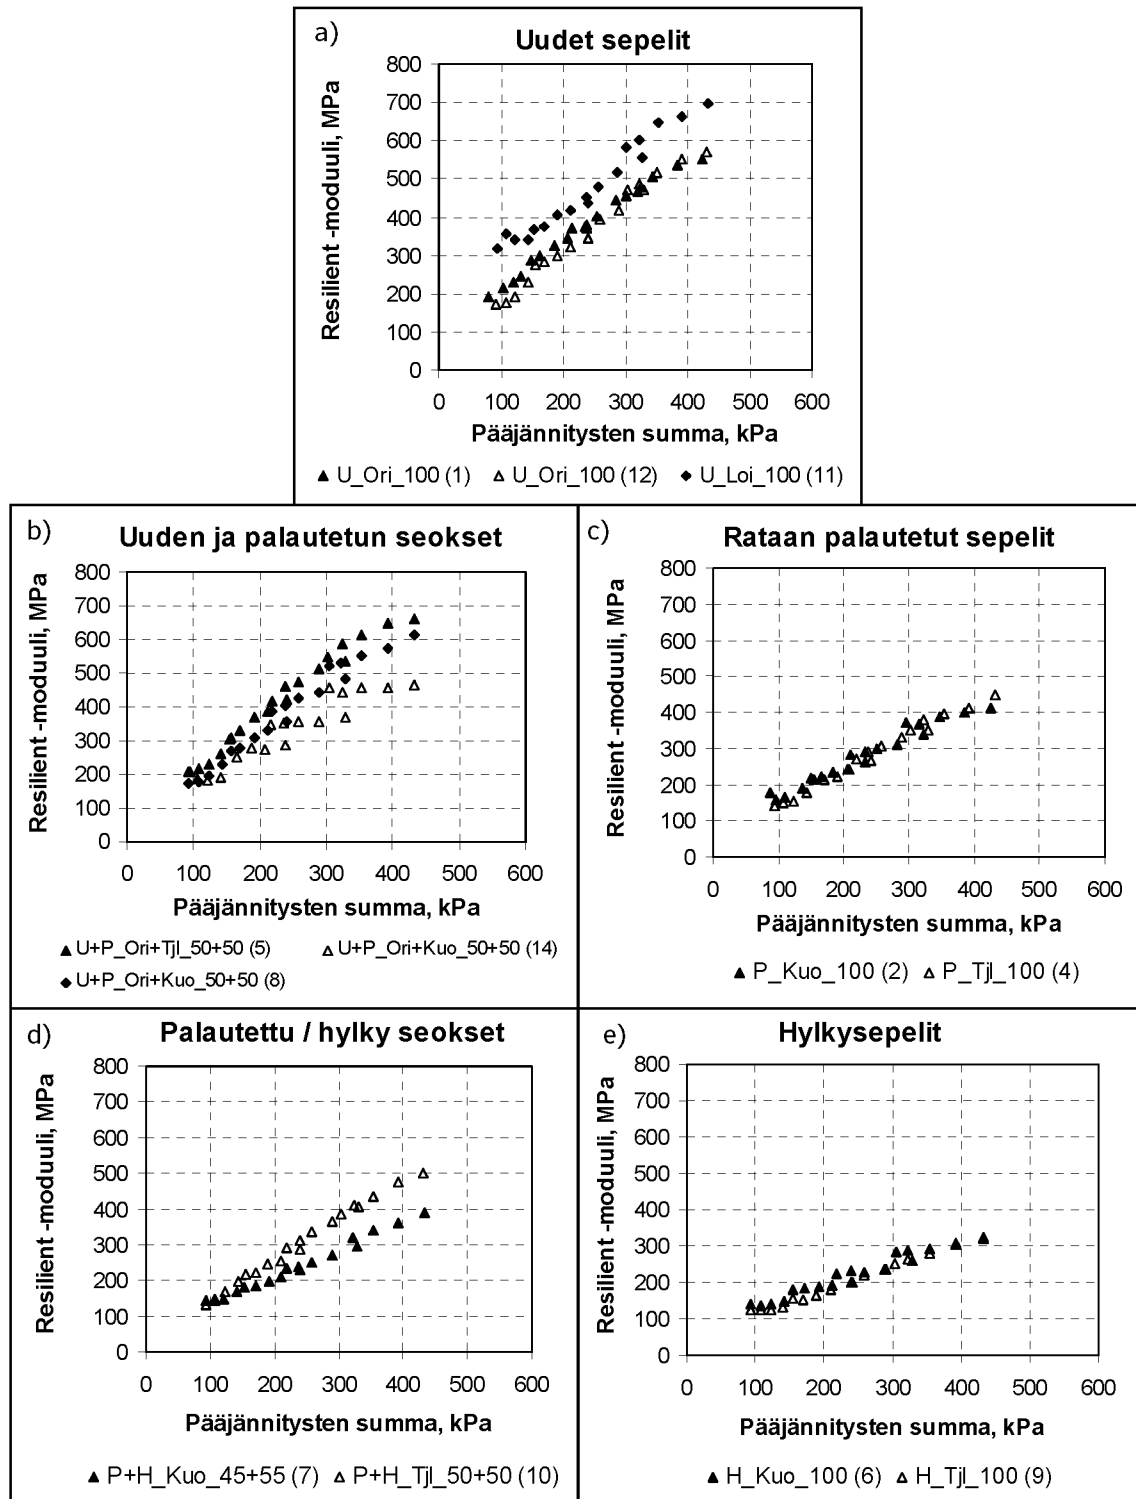 a)
Uudet sepelit
Resilient -moduuli, MPa
800
700
600
500
400
300
200
100
0
0 100 200 300 400 500 600
Pääjännitysten summa, kPa
▲ U_Ori_100 (1) △ U_Ori_100 (12) ◆ U_Loi_100 (11)
b)
Uuden ja palautetun seokset
Resilient -moduuli, MPa
800
700
600
500
400
300
200
100
0
0 100 200 300 400 500 600
Pääjännitysten summa, kPa
▲ U+P_Ori+Tjl_50+50 (5) △ U+P_Ori+Kuo_50+50 (14)
◆ U+P_Ori+Kuo_50+50 (8)
c)
Rataan palautetut sepelit
Resilient -moduuli, MPa
800
700
600
500
400
300
200
100
0
0 100 200 300 400 500 600
Pääjännitysten summa, kPa
▲ P_Kuo_100 (2) △ P_Tjl_100 (4)
d)
Palautettu / hylky seokset
Resilient -moduuli, MPa
800
700
600
500
400
300
200
100
0
0 100 200 300 400 500 600
Pääjännitysten summa, kPa
▲ P+H_Kuo_45+55 (7) △ P+H_Tjl_50+50 (10)
e)
Hylkysepelit
Resilient -moduuli, MPa
800
700
600
500
400
300
200
100
0
0 100 200 300 400 500 600
Pääjännitysten summa, kPa
▲ H_Kuo_100 (6) △ H_Tjl_100 (9)